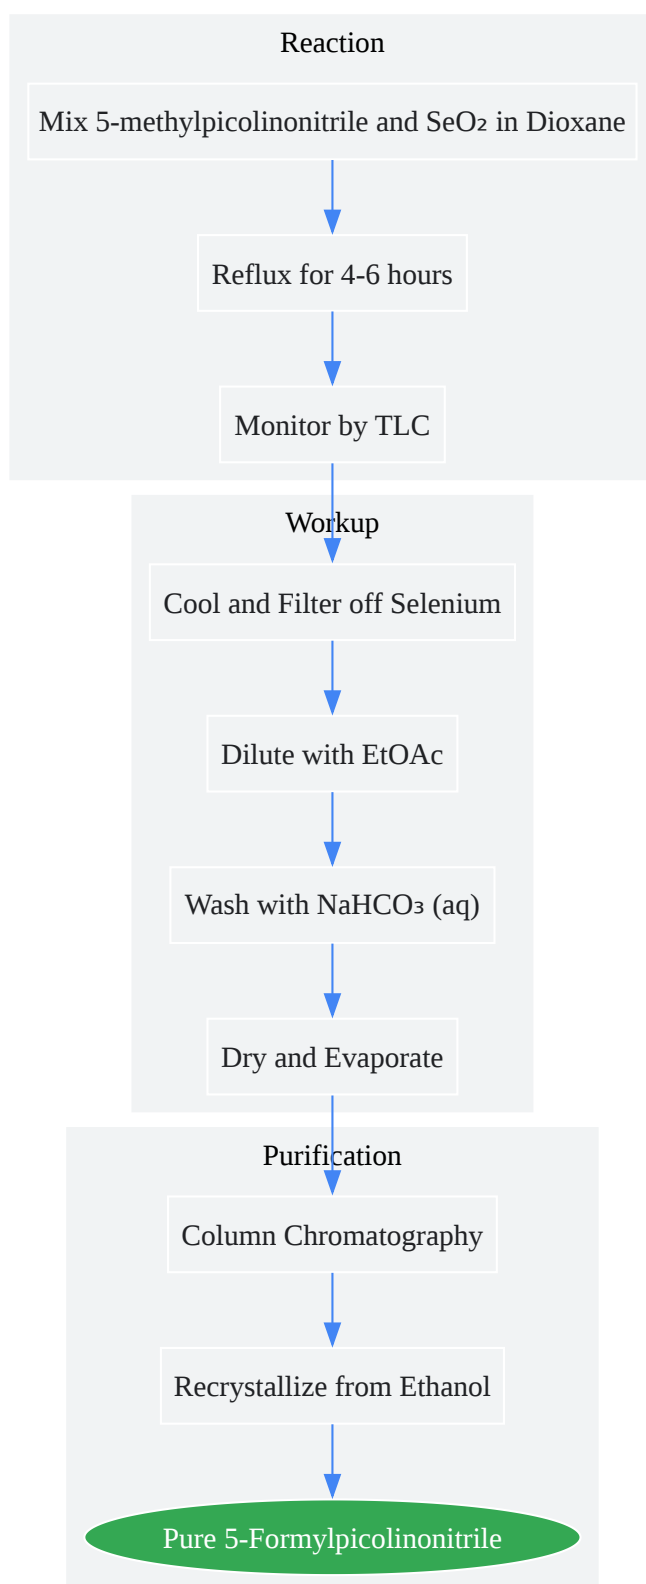 Reaction
Mix 5-methylpicolinonitrile and SeO₂ in Dioxane
Reflux for 4-6 hours
Monitor by TLC
Workup
Cool and Filter off Selenium
Dilute with EtOAc
Wash with NaHCO₃ (aq)
Dry and Evaporate
Purification
Column Chromatography
Recrystallize from Ethanol
Pure 5-Formylpicolinonitrile